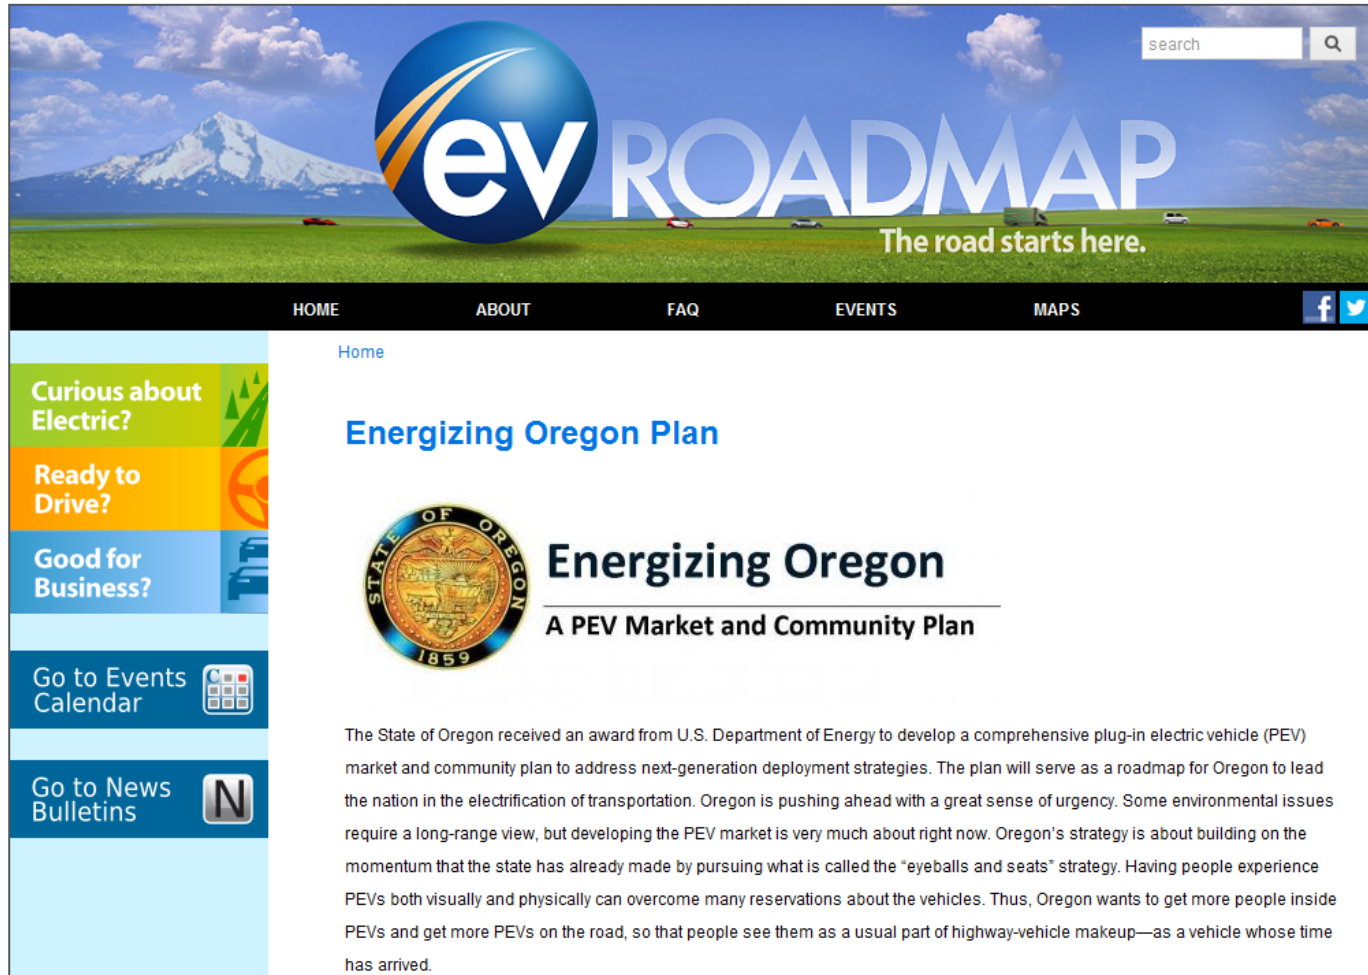 search
ev ROADMAP
The road starts here.
HOME ABOUT FAQ EVENTS MAPS
Home
Curious about
Electric?
Ready to
Drive?
Good for
Business?
Go to Events
Calendar
Go to News
Bulletins
N
Energizing Oregon Plan
STATE OF OREGON
1859
Energizing Oregon
A PEV Market and Community Plan
The State of Oregon received an award from U.S. Department of Energy to develop a comprehensive plug-in electric vehicle (PEV)
market and community plan to address next-generation deployment strategies. The plan will serve as a roadmap for Oregon to lead
the nation in the electrification of transportation. Oregon is pushing ahead with a great sense of urgency. Some environmental issues
require a long-range view, but developing the PEV market is very much about right now. Oregon’s strategy is about building on the
momentum that the state has already made by pursuing what is called the “eyeballs and seats” strategy. Having people experience
PEVs both visually and physically can overcome many reservations about the vehicles. Thus, Oregon wants to get more people inside
PEVs and get more PEVs on the road, so that people see them as a usual part of highway-vehicle makeup—as a vehicle whose time
has arrived.